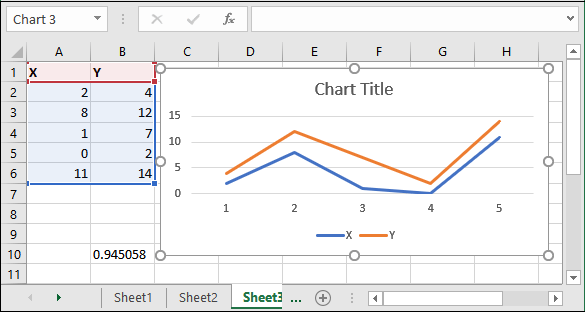 Chart 3 fx
A B C D E F G H
1 X Y
2 2 4
3 8 12
4 1 7
5 0 2
6 11 14
7
8
9
10 0.945058
11
Chart Title
15
10
5
0
1 2 3 4 5
X Y
Sheet1 Sheet2 Sheet3 ...